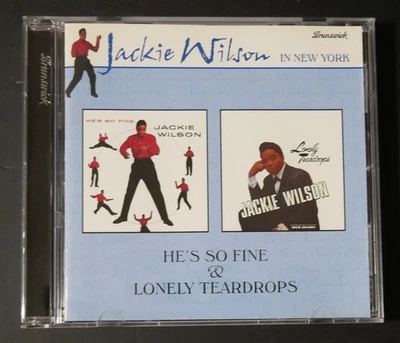 Brunswick
Jackie Wilson IN NEW YORK
Brunswick
HE'S SO FINE
JACKIE
WILSON
Lonely
Teardrops
JACKIE WILSON
HE'S SO FINE
&
LONELY TEARDROPS